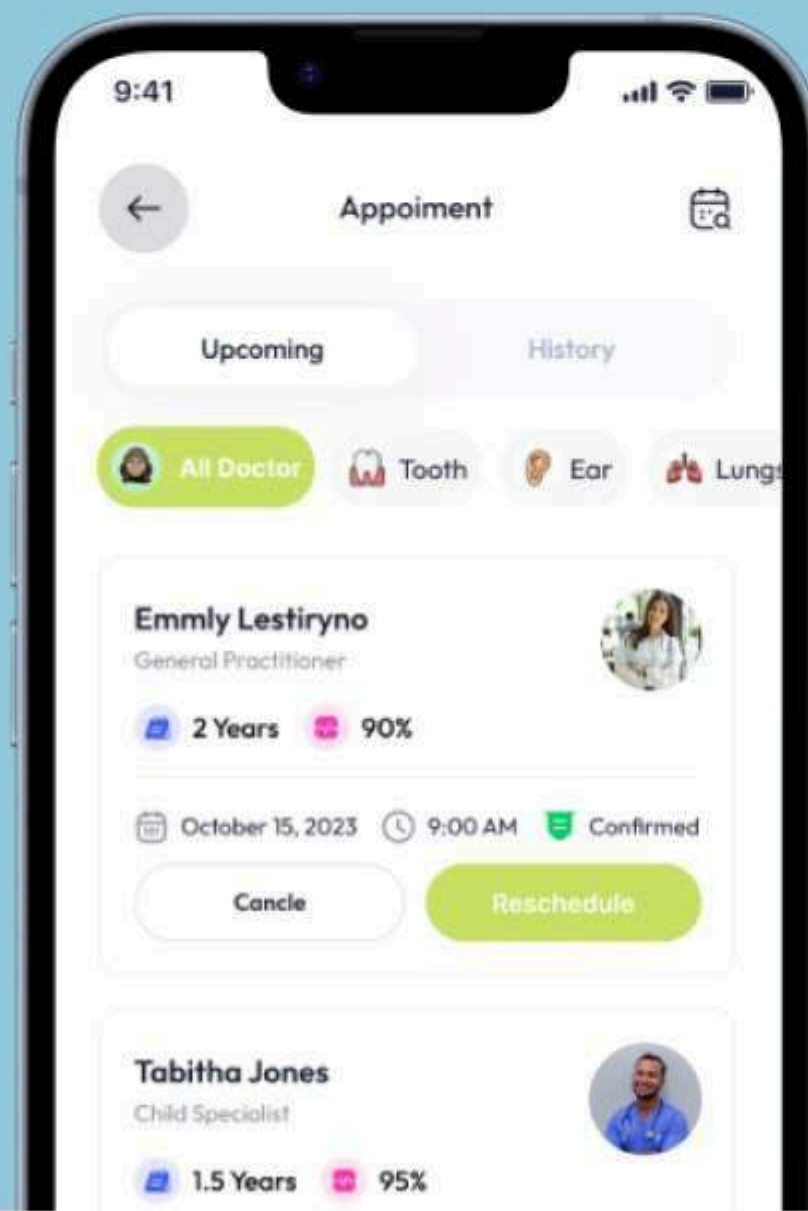 9:41
Appoiment
Upcoming History
All Doctor Tooth Ear Lungs
Emmly Lestiryno
General Practitioner
2 Years 90%
October 15, 2023 9:00 AM Confirmed
Cancle Reschedule
Tabitha Jones
Child Specialist
1.5 Years 95%